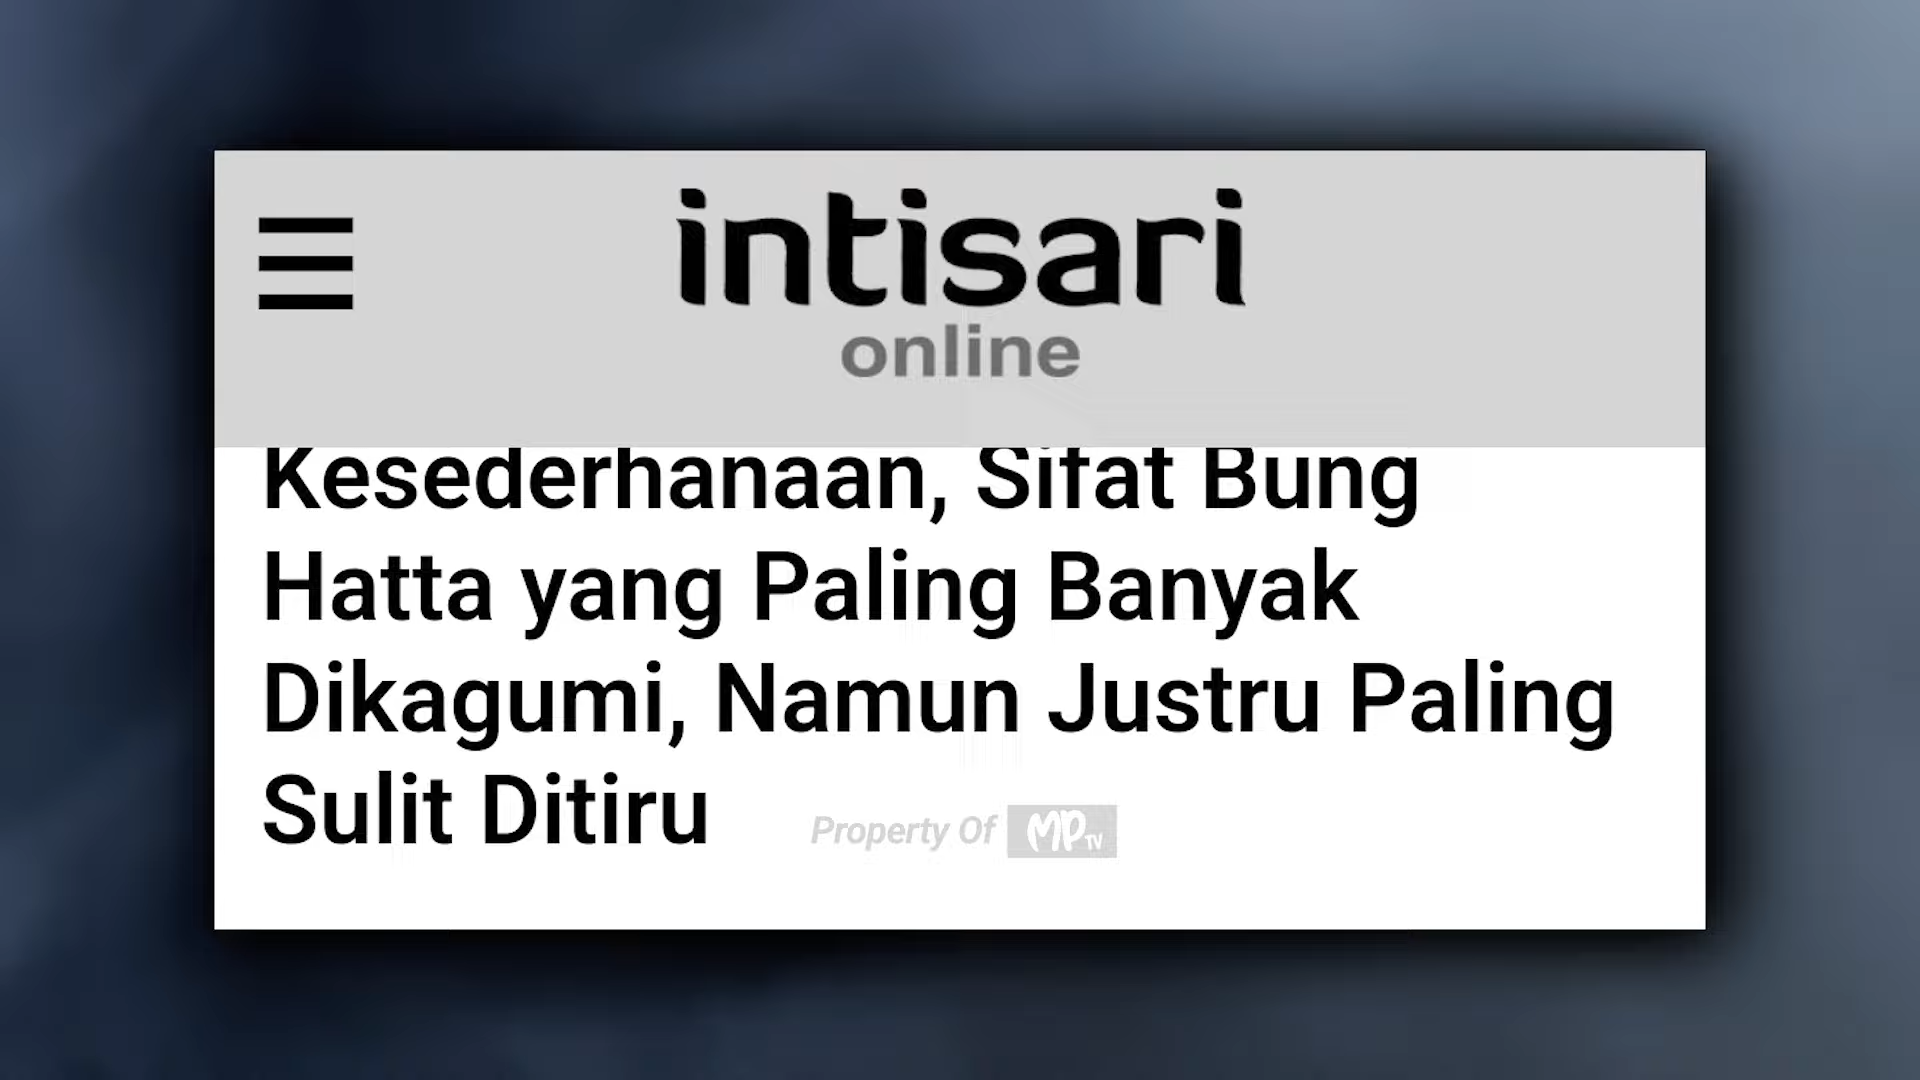 intisari
online
Kesederhanaan, Sifat Bung
Hatta yang Paling Banyak
Dikagumi, Namun Justru Paling
Sulit Ditiru
Property Of MP TV